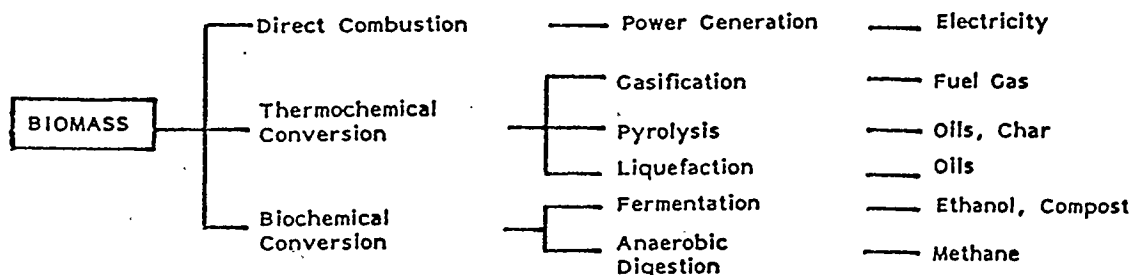 Direct Combustion
Power Generation
Electricity
BIOMASS
Thermochemical
Conversion
Gasification
Fuel Gas
Pyrolysis
Oils, Char
Liquefaction
Oils
Biochemical
Conversion
Fermentation
Ethanol, Compost
Anaerobic
Digestion
Methane